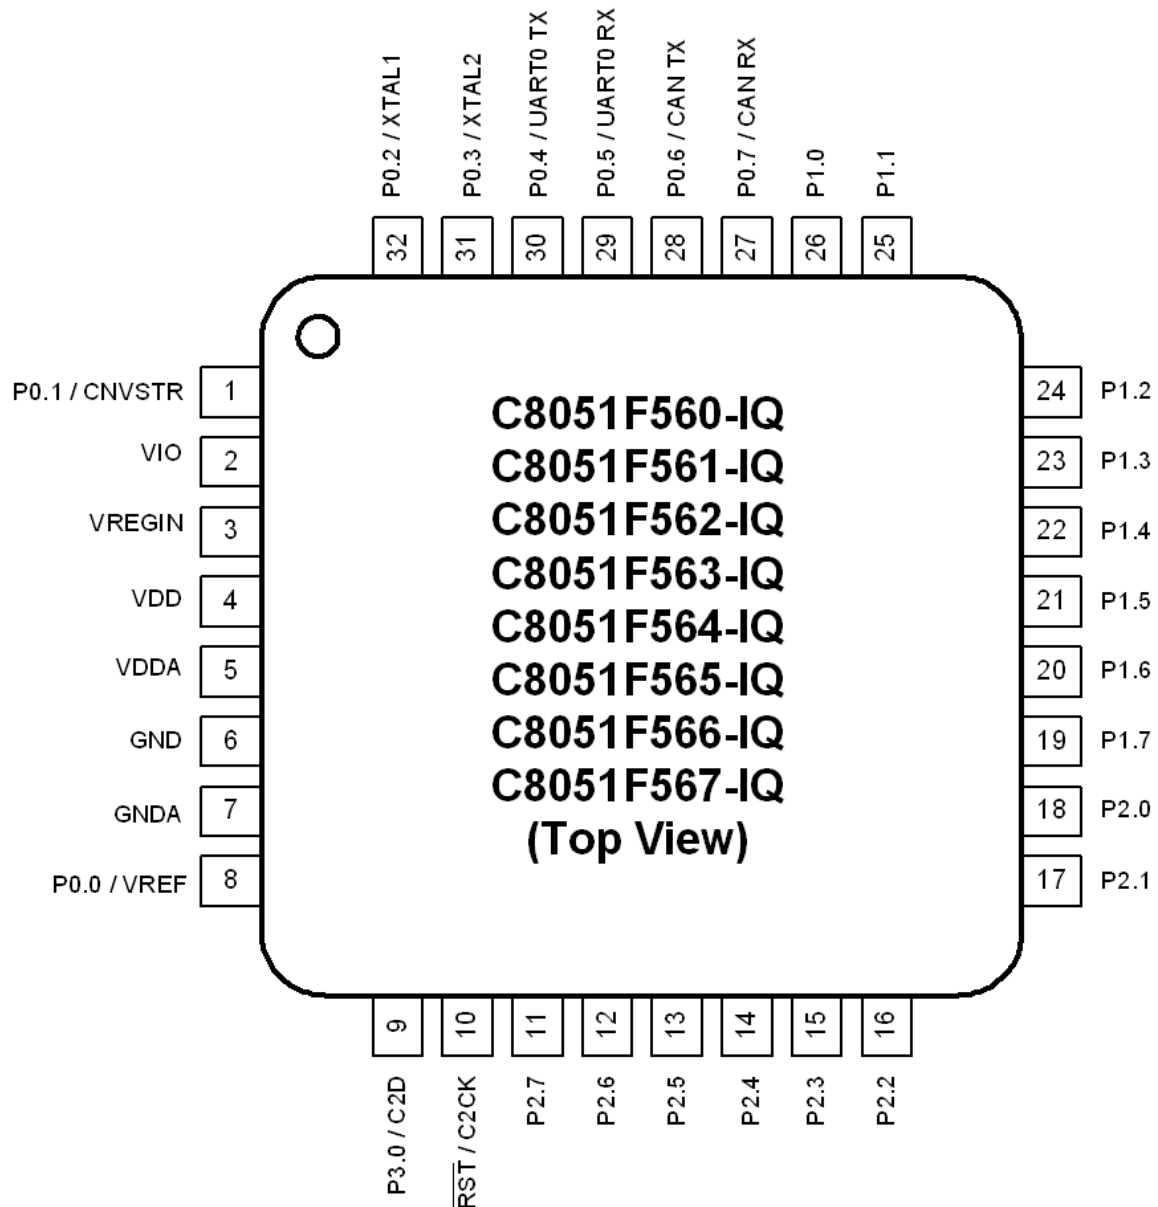 P0.2 / XTAL1
P0.3 / XTAL2
P0.4 / UART0 TX
P0.5 / UART0 RX
P0.6 / CAN TX
P0.7 / CAN RX
P1.0
P1.1
32
31
30
29
28
27
26
25
P0.1 / CNVSTR
1
VIO
2
VREGIN
3
VDD
4
VDDA
5
GND
6
GNDA
7
P0.0 / VREF
8
C8051F560-IQ
C8051F561-IQ
C8051F562-IQ
C8051F563-IQ
C8051F564-IQ
C8051F565-IQ
C8051F566-IQ
C8051F567-IQ
(Top View)
24
P1.2
23
P1.3
22
P1.4
21
P1.5
20
P1.6
19
P1.7
18
P2.0
17
P2.1
9
10
11
12
13
14
15
16
P3.0 / C2D
RST / C2CK
P2.7
P2.6
P2.5
P2.4
P2.3
P2.2